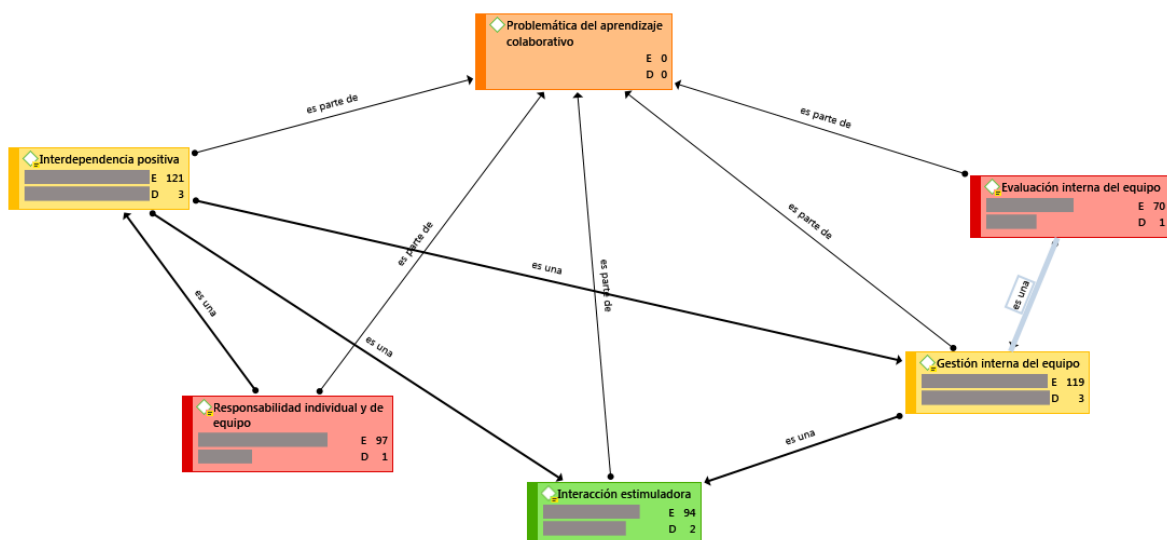 Problemática del aprendizaje
colaborativo
E 0
D 0
es parte de
es parte de
Interdependencia positiva
E 121
D 3
Evaluación interna del equipo
E 70
D 1
es parte de
es parte de
es parte de
es una
es una
es una
es una
Gestión interna del equipo
E 119
D 3
Responsabilidad individual y de
equipo
E 97
D 1
es una
Interacción estimuladora
E 94
D 2